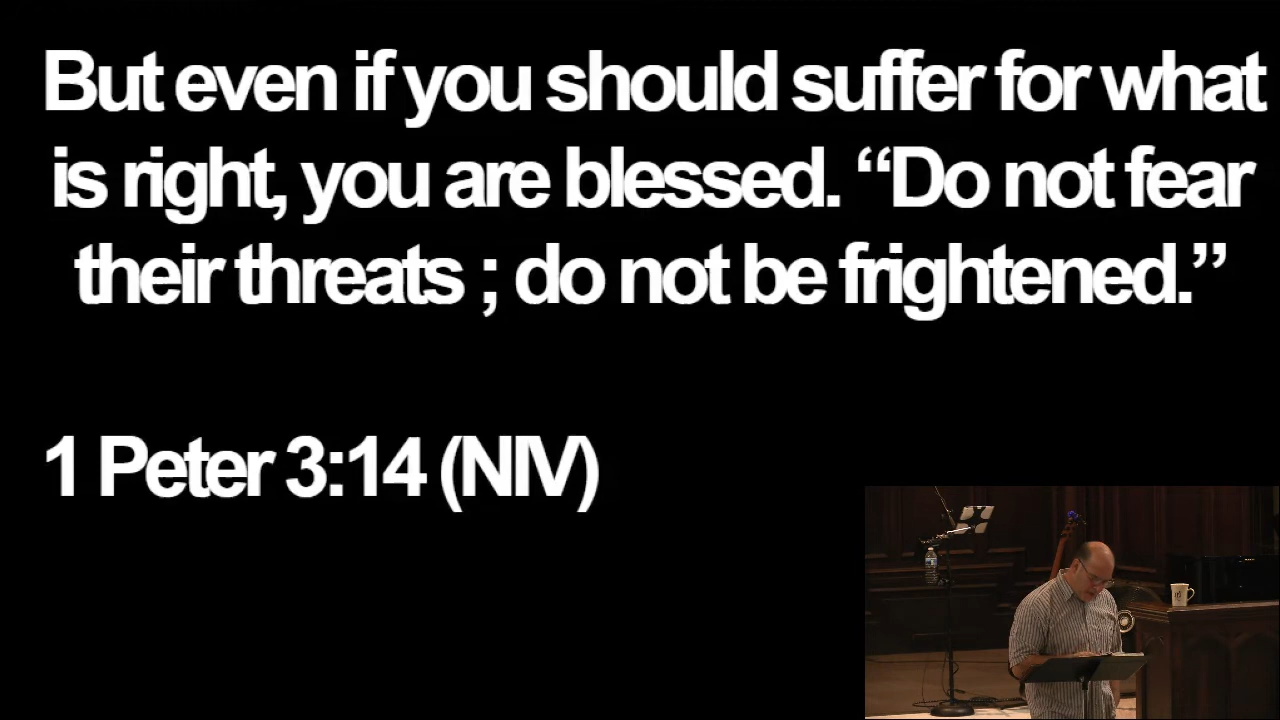 But even if you should suffer for what
is right, you are blessed. “Do not fear
their threats ; do not be frightened.”
1 Peter 3:14 (NIV)